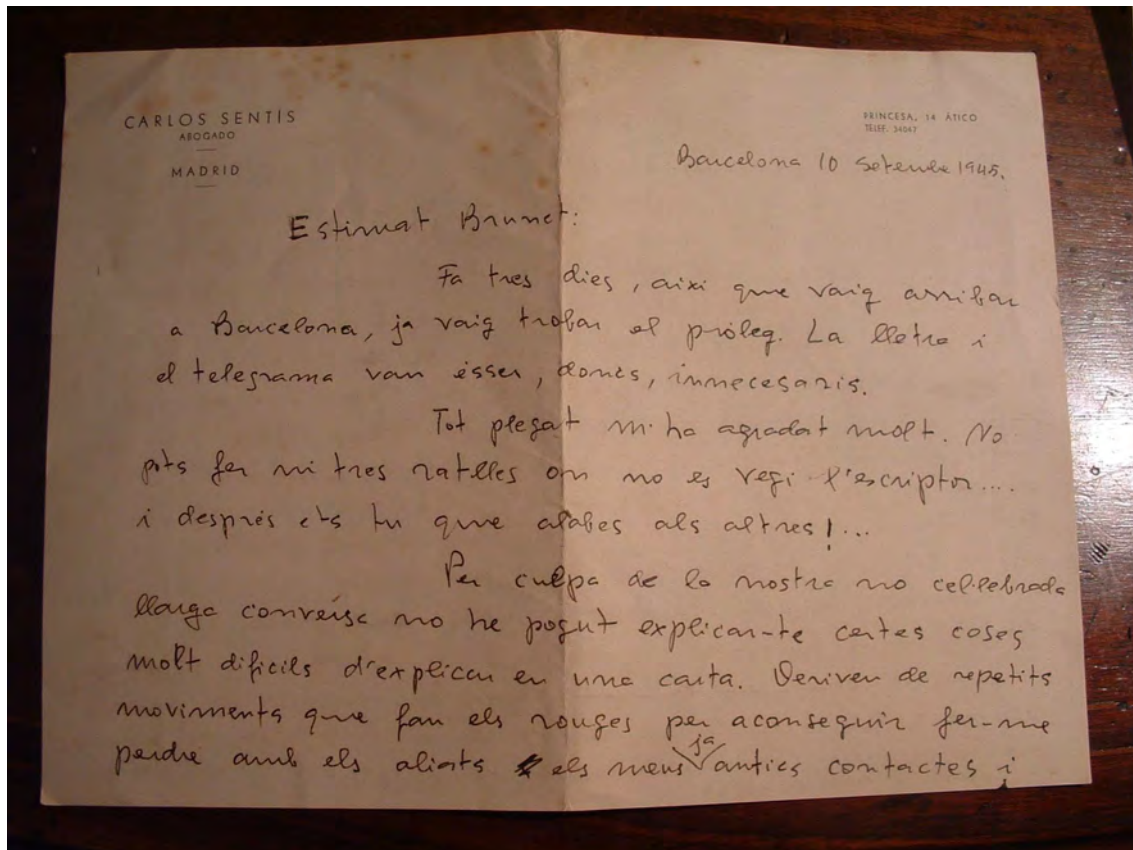 CARLOS SENTÍS
ABOGADO
MADRID
PRINCESA, 14 ÁTICO
TELEF. 34047
Barcelona 10 setembre 1945.
Estimat Brunet:
Fa tres dies, aixi que vaig arribar
a Barcelona, ja vaig trobar el pròleg. La lletra i
el telegrama van ésser, doncs, innecesaris.
Tot plegat m'ha agradat molt. No
pots fer ni tres ratlles on no es vegi l'escriptor....
i després ets tu que alabes als altres!...
Per culpa de la nostra no cel·lebrada
llarga conversa no he pogut explicar-te certes coses
molt dificils d'explicar en una carta. Deriven de repetits
moviments que fan els rouges per aconseguir fer-me
perdre amb els aliats els meus ja antics contactes i